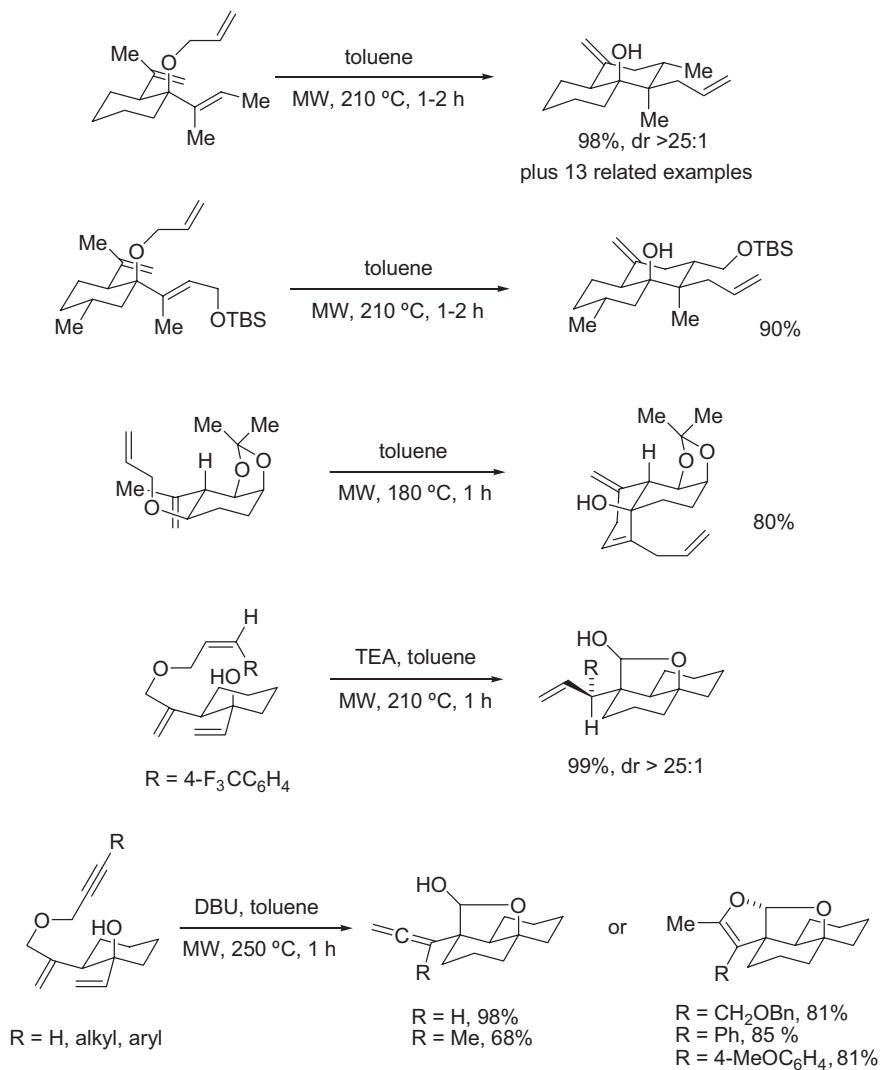 Me
O
Me
Me
toluene
MW, 210 ºC, 1-2 h
OH
Me
Me
98%, dr >25:1
plus 13 related examples
Me
O
Me
Me
OTBS
toluene
MW, 210 ºC, 1-2 h
OH
OTBS
Me
Me
90%
Me
Me
H
O
O
Me
O
toluene
MW, 180 ºC, 1 h
Me
Me
H
O
O
HO
80%
H
R
O
HO
R = 4-F3CC6H4
TEA, toluene
MW, 210 ºC, 1 h
HO
R
O
H
99%, dr > 25:1
R
O
HO
R = H, alkyl, aryl
DBU, toluene
MW, 250 ºC, 1 h
HO
O
C
R
R = H, 98%
R = Me, 68%
or
O
O
Me
R
R = CH2OBn, 81%
R = Ph, 85 %
R = 4-MeOC6H4, 81%